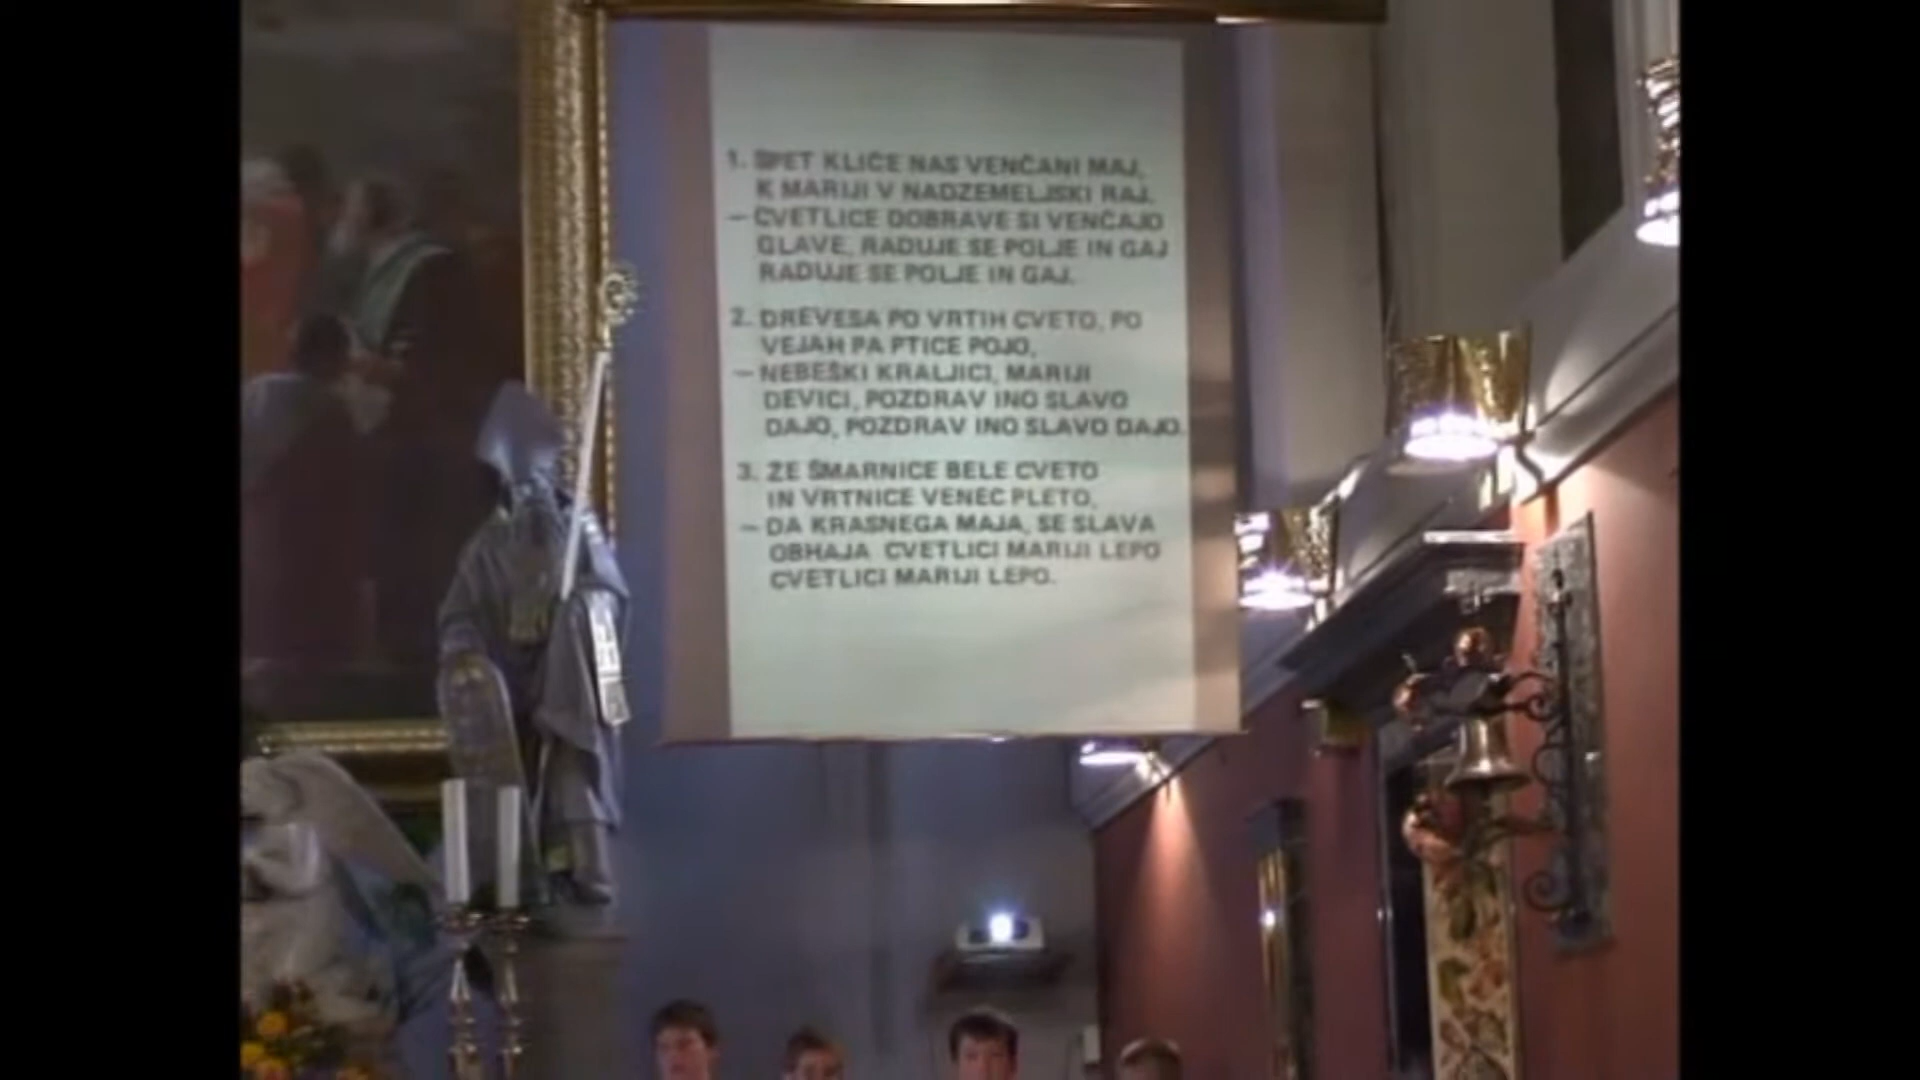 1. SPET KLIČE NAS VENČANI MAJ,
K MARIJI V NADZEMELJSKI RAJ.
– CVETLICE DOBRAVE SI VENČAJO
GLAVE, RADUJE SE POLJE IN GAJ
RADUJE SE POLJE IN GAJ.
2. DREVESA PO VRTIH CVETO, PO
VEJAH PA PTICE POJO,
– NEBEŠKI KRALJICI, MARIJI
DEVICI, POZDRAV INO SLAVO
DAJO, POZDRAV INO SLAVO DAJO.
3. ŽE ŠMARNICE BELE CVETO
IN VRTNICE VENEC PLETO,
– DA KRASNEGA MAJA, SE SLAVA
OBHAJA CVETLICI MARIJI LEPO
CVETLICI MARIJI LEPO.